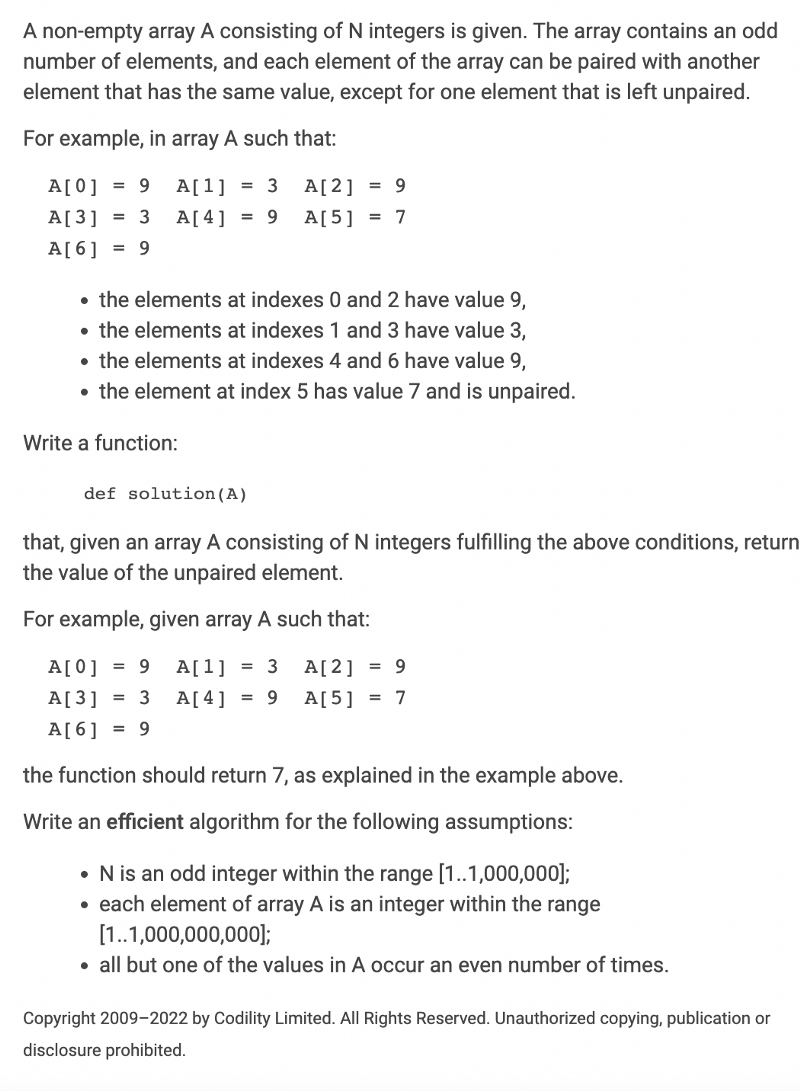 A non-empty array A consisting of N integers is given. The array contains an odd
number of elements, and each element of the array can be paired with another
element that has the same value, except for one element that is left unpaired.
For example, in array A such that:
A[0] = 9 A[1] = 3 A[2] = 9
A[3] = 3 A[4] = 9 A[5] = 7
A[6] = 9
• the elements at indexes 0 and 2 have value 9,
• the elements at indexes 1 and 3 have value 3,
• the elements at indexes 4 and 6 have value 9,
• the element at index 5 has value 7 and is unpaired.
Write a function:
def solution(A)
that, given an array A consisting of N integers fulfilling the above conditions, return
the value of the unpaired element.
For example, given array A such that:
A[0] = 9 A[1] = 3 A[2] = 9
A[3] = 3 A[4] = 9 A[5] = 7
A[6] = 9
the function should return 7, as explained in the example above.
Write an efficient algorithm for the following assumptions:
• N is an odd integer within the range [1..1,000,000];
• each element of array A is an integer within the range
[1..1,000,000,000];
• all but one of the values in A occur an even number of times.
Copyright 2009–2022 by Codility Limited. All Rights Reserved. Unauthorized copying, publication or
disclosure prohibited.